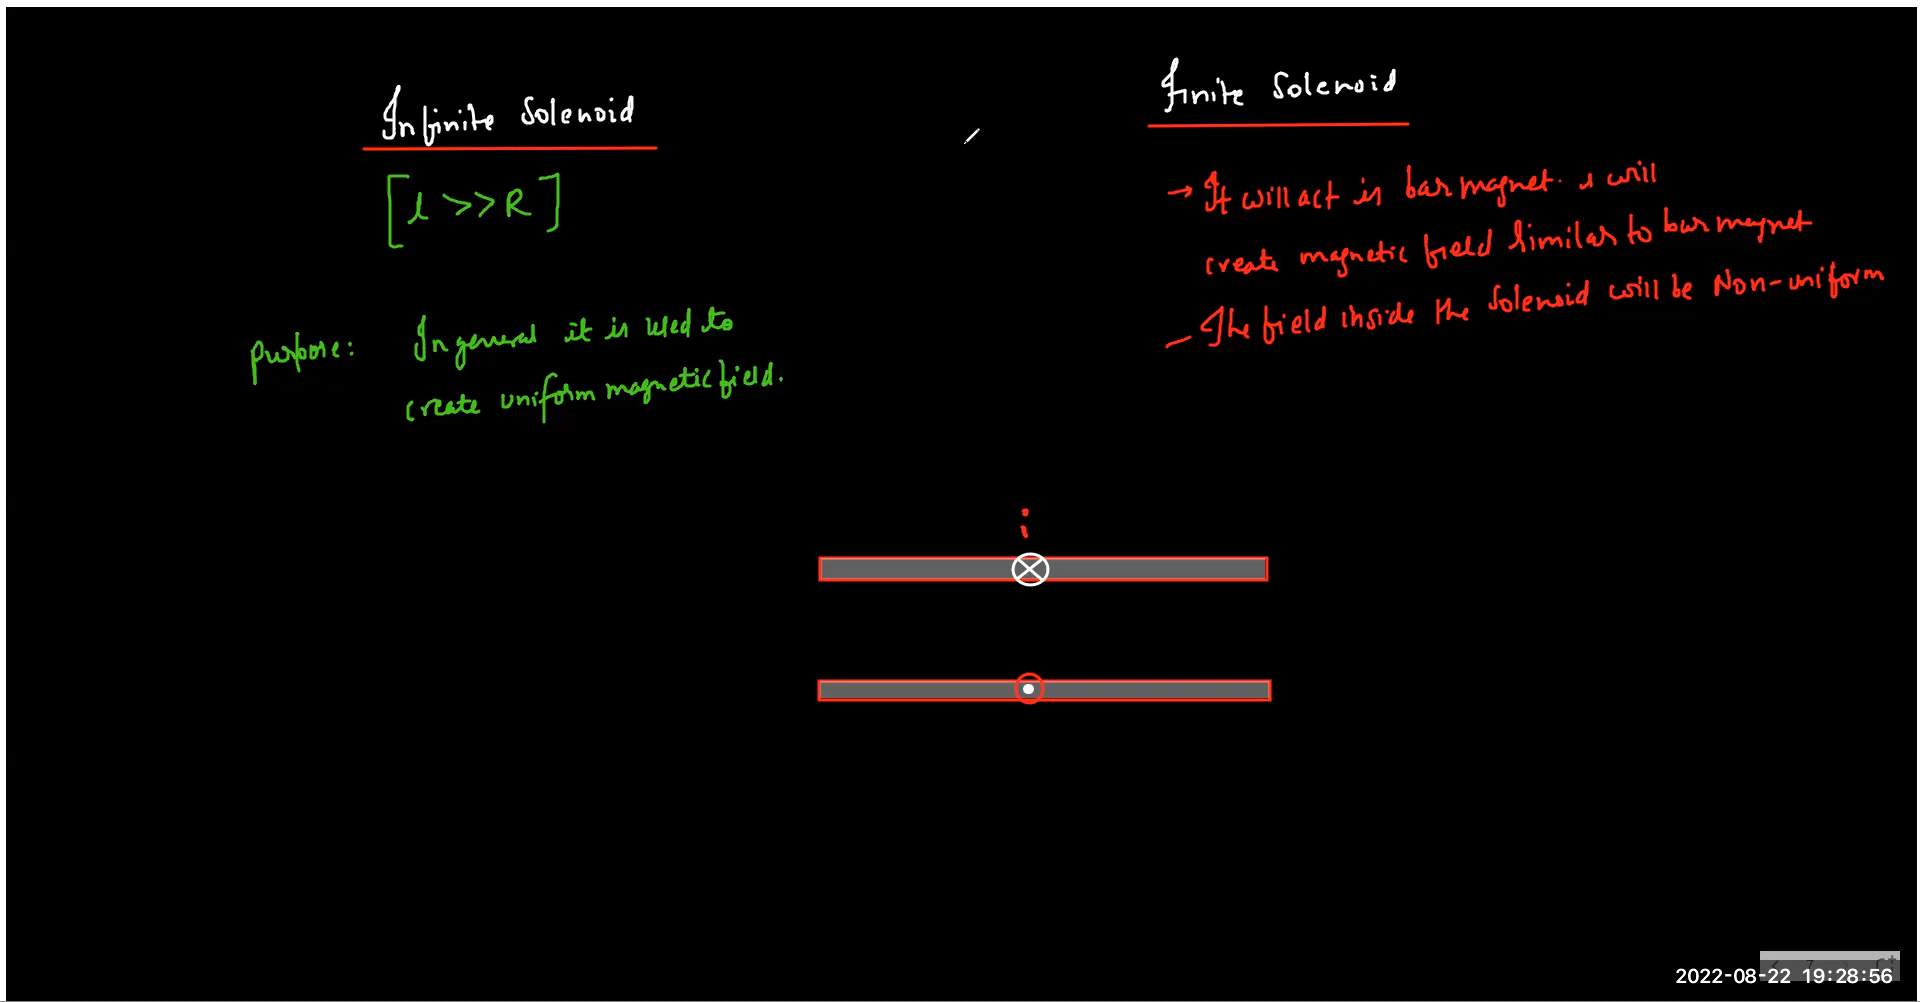 Infinite Solenoid
[l >> R]
Purpose: In general it is used to
create uniform magnetic field.
Finite Solenoid
→ It will act is bar magnet. & will
create magnetic field similar to bar magnet
– The field inside the solenoid will be Non-uniform
i
2022-08-22 19:28:56